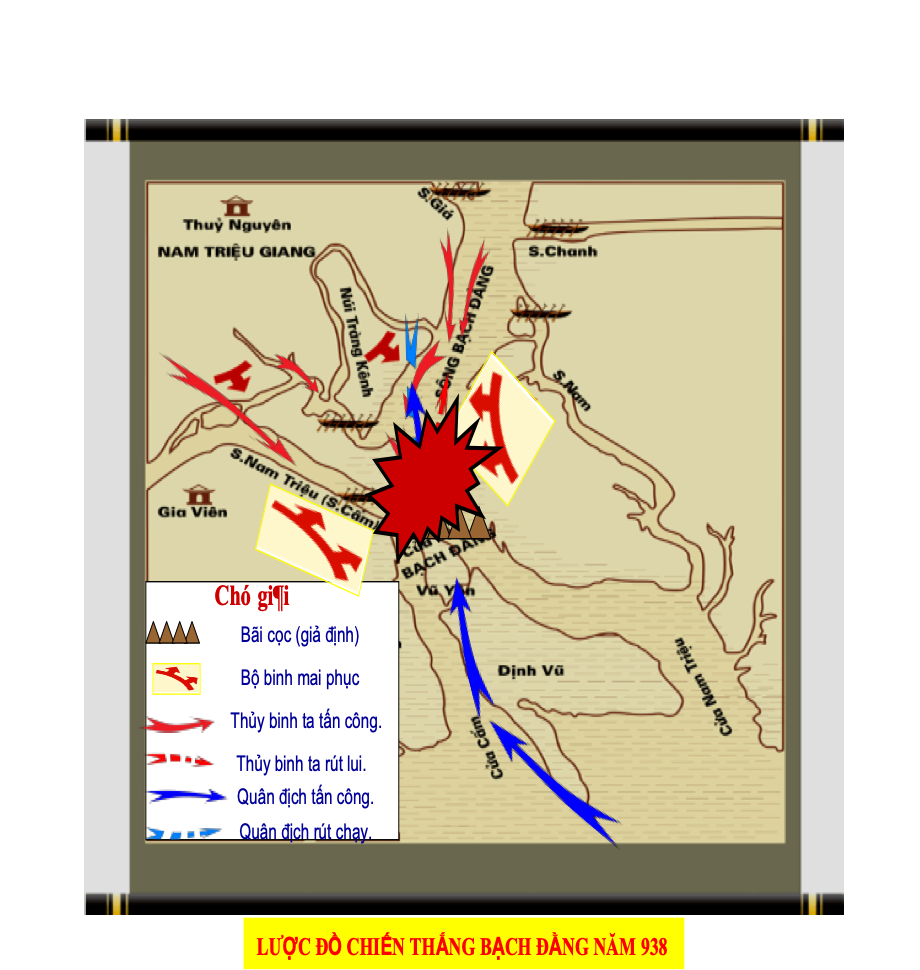 S.Giá
Thuỷ Nguyên
NAM TRIỆU GIANG
S.Chanh
Núi Tràng Kênh
SÔNG BẠCH ĐẰNG
S.Nam
S.Nam Triệu (S.Cấm)
Gia Viên
BẠCH ĐẰNG
Vũ Yên
Định Vũ
Cửa Nam Triệu
Cửa Cấm
Chó gi¶i
Bãi cọc (giả định)
Bộ binh mai phục
Thủy binh ta tấn công.
Thủy binh ta rút lui.
Quân địch tấn công.
Quân địch rút chạy.
LƯỢC ĐỒ CHIẾN THẮNG BẠCH ĐẰNG NĂM 938